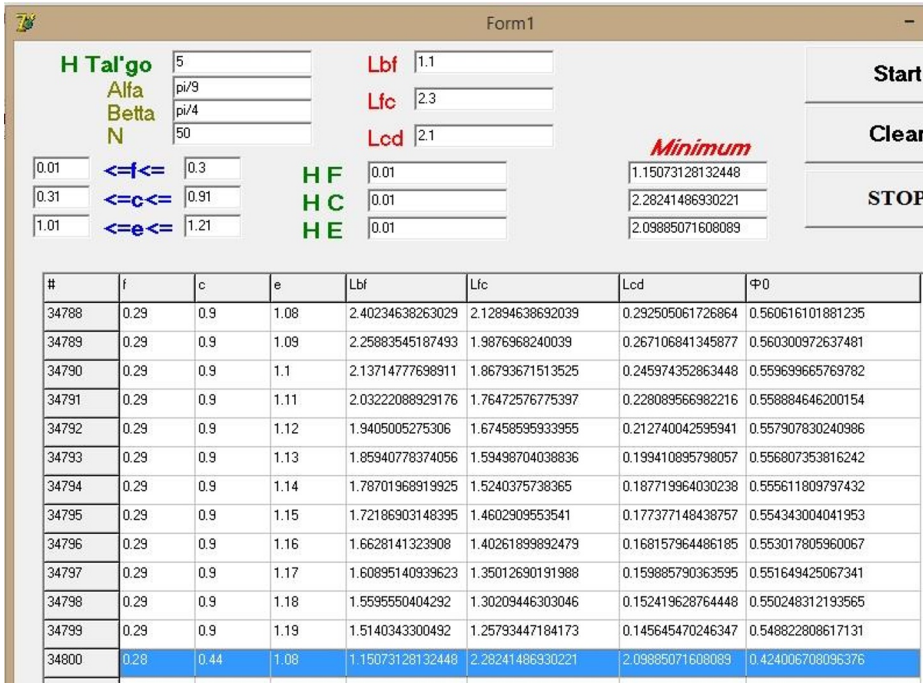 Form1
H Tal'go 5 Lbf 1.1 Start
Alfa pi/9
Betta pi/4 Lfc 2.3
N 50 Lcd 2.1 Clear
Minimum
0.01 <=f<= 0.3 H F 0.01 1.15073128132448
0.31 <=c<= 0.91 H C 0.01 2.28241486930221 STOP
1.01 <=e<= 1.21 H E 0.01 2.09885071608089
# f c e Lbf Lfc Lcd Ф0
34788 0.29 0.9 1.08 2.40234638263029 2.12894638692039 0.292505061726864 0.560616101881235
34789 0.29 0.9 1.09 2.25883545187493 1.9876968240039 0.267106841345877 0.560300972637481
34790 0.29 0.9 1.1 2.13714777698911 1.86793671513525 0.245974352863448 0.559699665769782
34791 0.29 0.9 1.11 2.03222088929176 1.76472576775397 0.228089566982216 0.558884646200154
34792 0.29 0.9 1.12 1.9405005275306 1.67458595933955 0.212740042595941 0.557907830240986
34793 0.29 0.9 1.13 1.85940778374056 1.59498704038836 0.199410895798057 0.556807353816242
34794 0.29 0.9 1.14 1.78701968919925 1.5240375738365 0.187719964030238 0.555611809797432
34795 0.29 0.9 1.15 1.72186903148395 1.4602909553541 0.177377148438757 0.554343004041953
34796 0.29 0.9 1.16 1.6628141323908 1.40261899892479 0.168157964486185 0.553017805960067
34797 0.29 0.9 1.17 1.60895140939623 1.35012690191988 0.159885790363595 0.551649425067341
34798 0.29 0.9 1.18 1.5595550404292 1.30209446303046 0.152419628764448 0.550248312193565
34799 0.29 0.9 1.19 1.5140343300492 1.25793447184173 0.145645470246347 0.548822808617131
34800 0.28 0.44 1.08 1.15073128132448 2.28241486930221 2.09885071608089 0.424006708096376